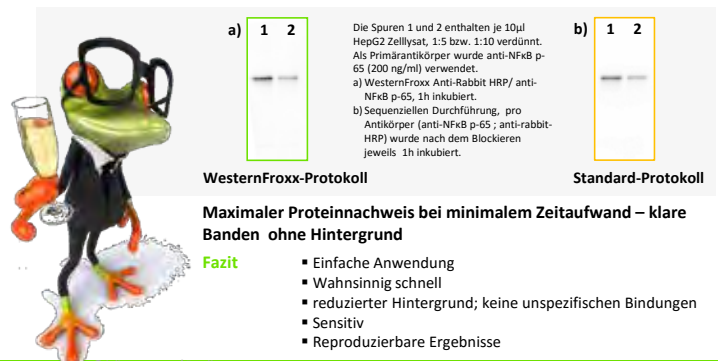 a) 1 2
Die Spuren 1 und 2 enthalten je 10µl
HepG2 Zelllysat, 1:5 bzw. 1:10 verdünnt.
Als Primärantikörper wurde anti-NFκB p-
65 (200 ng/ml) verwendet.
a) WesternFroxx Anti-Rabbit HRP/ anti-
NFκB p-65, 1h inkubiert.
b) Sequenziellen Durchführung, pro
Antikörper (anti-NFκB p-65 ; anti-rabbit-
HRP) wurde nach dem Blockieren
jeweils 1h inkubiert.
b) 1 2
WesternFroxx-Protokoll
Standard-Protokoll
Maximaler Proteinnachweis bei minimalem Zeitaufwand – klare
Banden ohne Hintergrund
Fazit
▪ Einfache Anwendung
▪ Wahnsinnig schnell
▪ reduzierter Hintergrund; keine unspezifischen Bindungen
▪ Sensitiv
▪ Reproduzierbare Ergebnisse